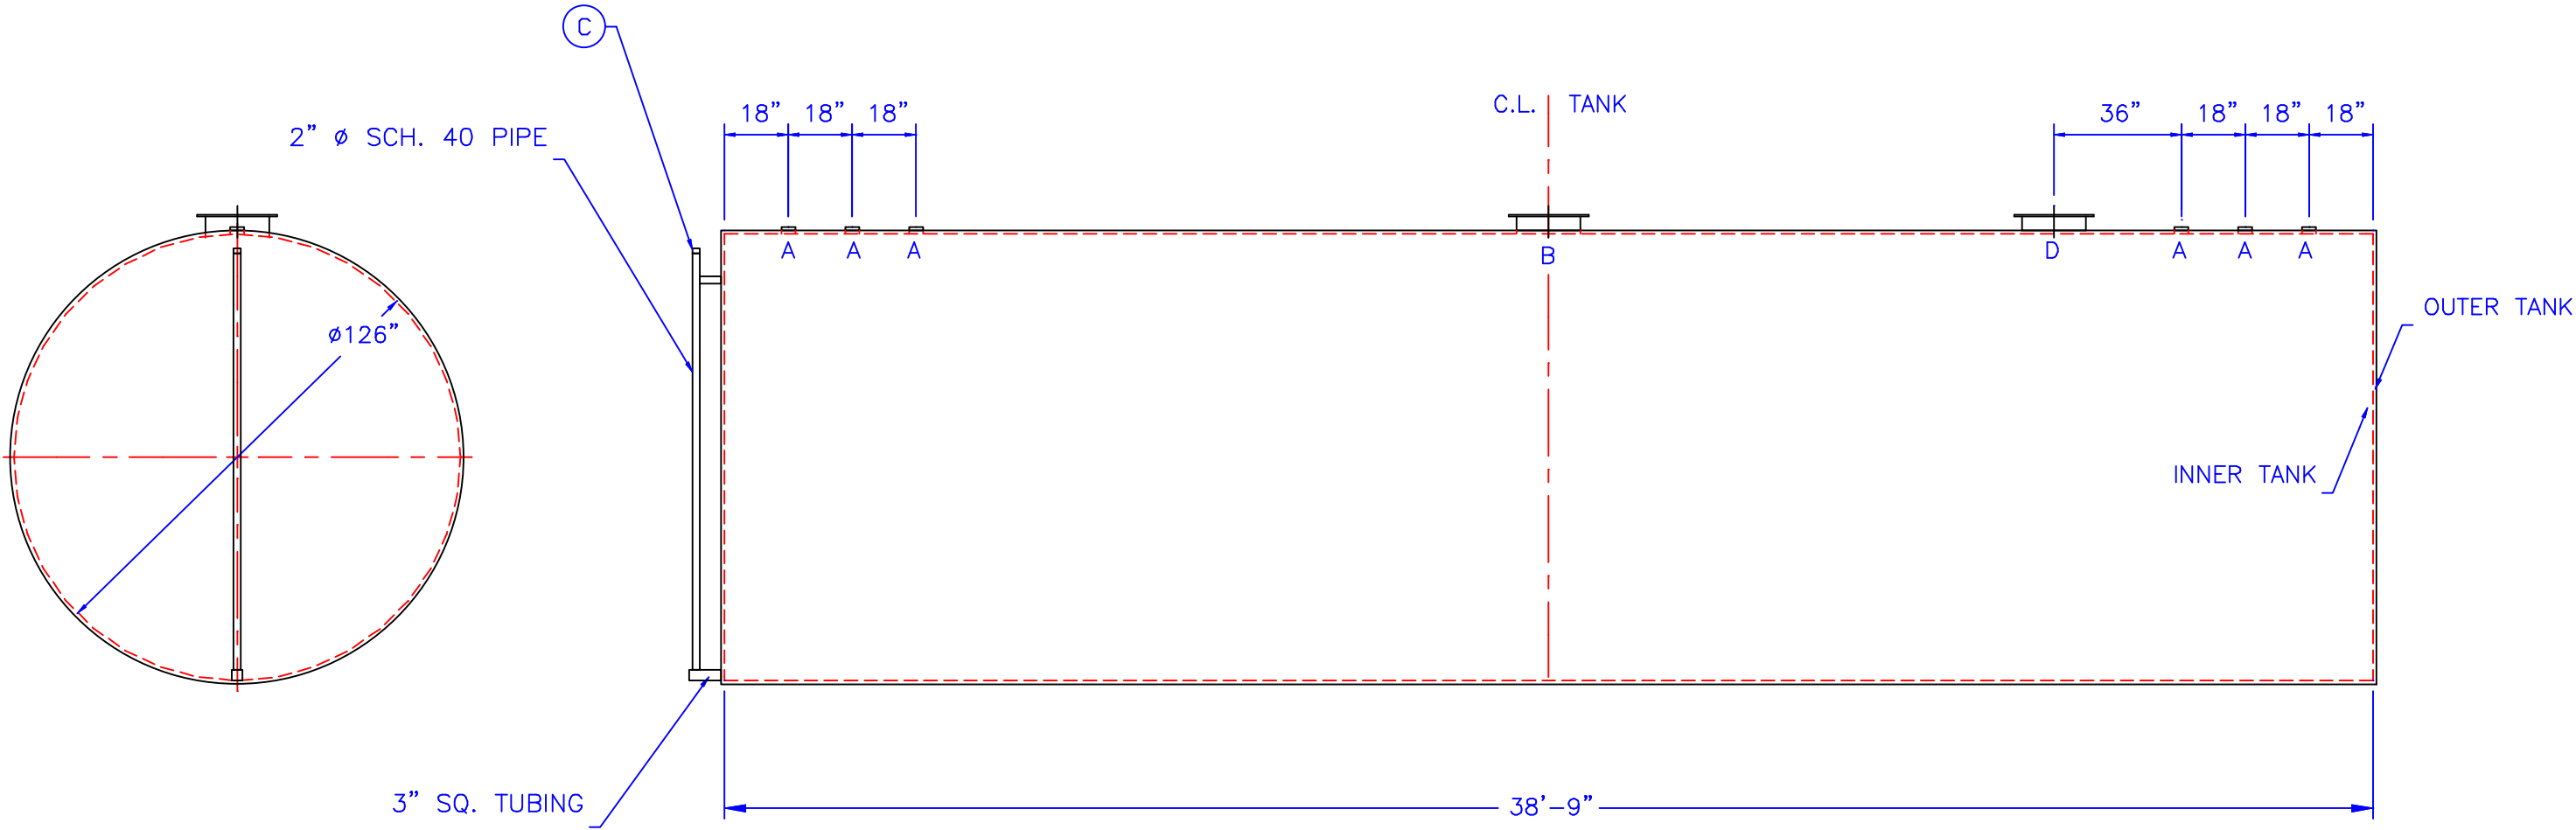 C
18” 18” 18”
C.L. TANK
36” 18” 18” 18”
2” ø SCH. 40 PIPE
A A A
B
D A A A
OUTER TANK
ø126”
INNER TANK
3” SQ. TUBING
38’-9”